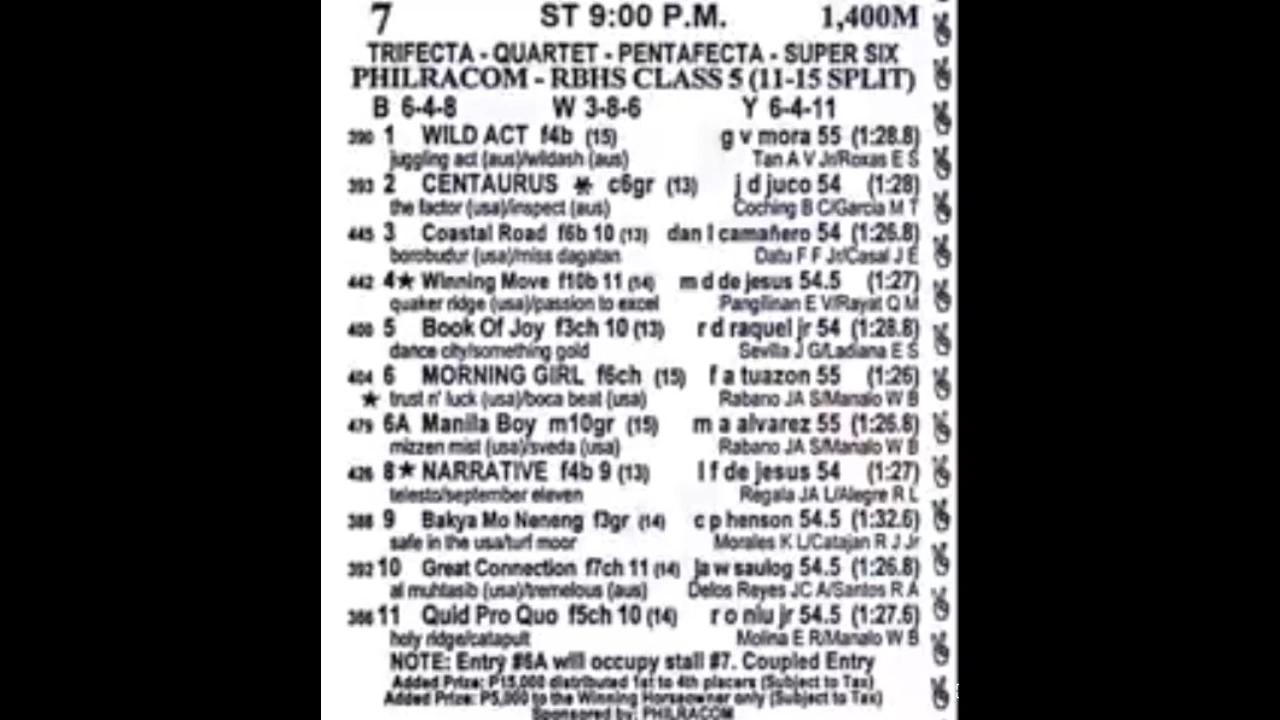 7 ST 9:00 P.M. 1,400M
TRIFECTA - QUARTET - PENTAFECTA - SUPER SIX
PHILRACOM - RBHS CLASS 5 (11-15 SPLIT)
B 6-4-8 W 3-8-6 Y 6-4-11
390 1 WILD ACT f4b (15) g v mora 55 (1:28.8)
juggling act (aus)/wildash (aus) Tan A V Jr/Roxas E S
393 2 CENTAURUS c6gr (13) j d juco 54 (1:28)
the factor (usa)/inspect (aus) Coching B C/Garcia M T
445 3 Coastal Road f6b 10 (13) dan l camañero 54 (1:26.8)
borobudur (usa)/miss dagatan Datu F F Jr/Casal J E
442 4★ Winning Move f10b 11 (14) m d de jesus 54.5 (1:27)
quaker ridge (usa)/passion to excel Pangilinan E V/Rayat Q M
400 5 Book Of Joy f3ch 10 (13) r d raquel jr 54 (1:28.8)
dance city/something gold Sevilla J G/Ladiana E S
404 6 MORNING GIRL f6ch (15) f a tuazon 55 (1:26)
★ trust n' luck (usa)/boca beat (usa) Rabano JA S/Manalo W B
479 6A Manila Boy m10gr (15) m a alvarez 55 (1:26.8)
mizzen mist (usa)/sveda (usa) Rabano JA S/Manalo W B
426 8★ NARRATIVE f4b 9 (13) l f de jesus 54 (1:27)
telesto/september eleven Regala JA L/Alegre R L
388 9 Bakya Mo Neneng f3gr (14) c p henson 54.5 (1:32.6)
safe in the usa/turf moor Morales K L/Catajan R J Jr
392 10 Great Connection f7ch 11 (14) ja w saulog 54.5 (1:26.8)
al muhtasib (usa)/tremelous (aus) Delos Reyes JC A/Santos R A
366 11 Quid Pro Quo f5ch 10 (14) r o niu jr 54.5 (1:27.6)
holy ridge/catapult Molina E R/Manalo W B
NOTE: Entry #6A will occupy stall #7. Coupled Entry
Added Prize: P15,000 distributed 1st to 4th placers (Subject to Tax)
Added Prize: P5,000 to the Winning Horseowner only (Subject to Tax)
Sponsored by: PHILRACOM